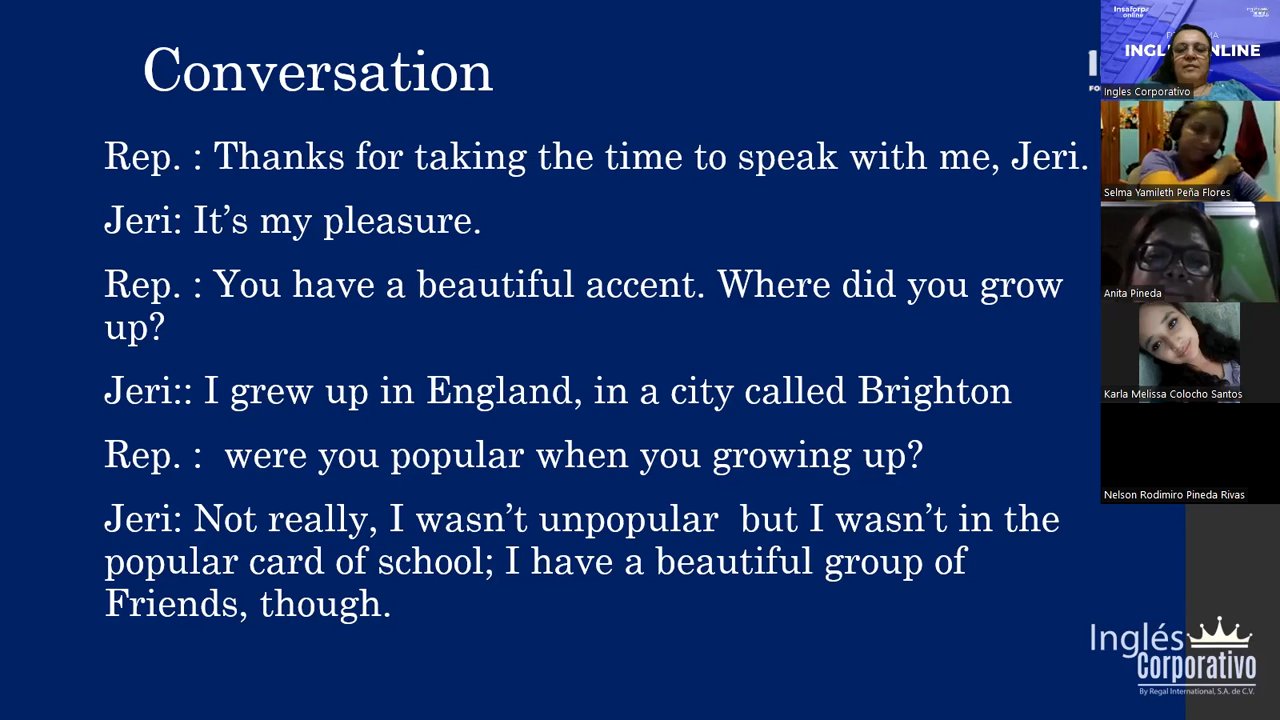 Conversation
Rep. : Thanks for taking the time to speak with me, Jeri.
Jeri: It’s my pleasure.
Rep. : You have a beautiful accent. Where did you grow
up?
Jeri:: I grew up in England, in a city called Brighton
Rep. :  were you popular when you growing up?
Jeri: Not really, I wasn’t unpopular  but I wasn’t in the
popular card of school; I have a beautiful group of
Friends, though.
Insaforp
online
Ingles Corporativo
Selma Yamileth Peña Flores
Anita Pineda
Karla Melissa Colocho Santos
Nelson Rodimiro Pineda Rivas
Inglés
Corporativo
By Regal International, S.A. de C.V.